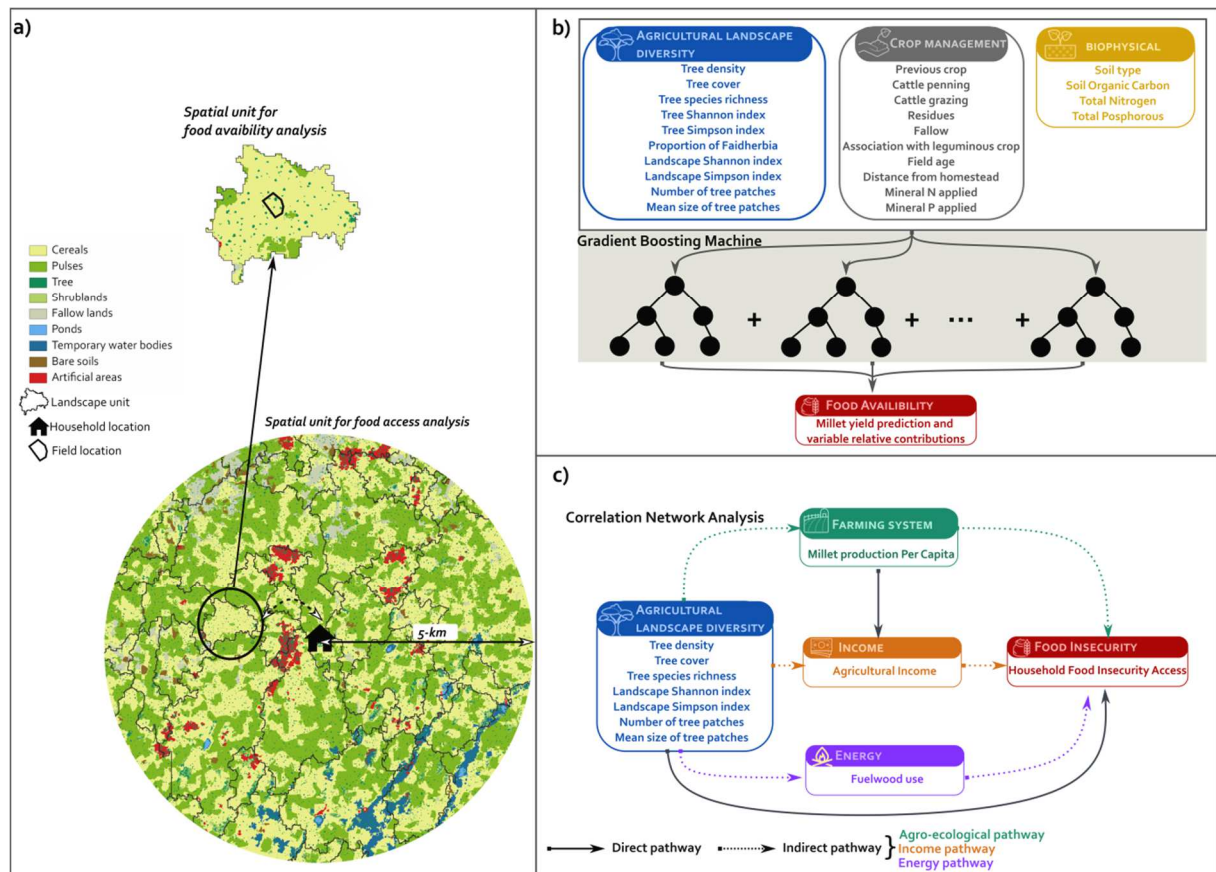 a)
Spatial unit for
food avaibility analysis
Cereals
Pulses
Tree
Shrublands
Fallow lands
Ponds
Temporary water bodies
Bare soils
Artificial areas
Landscape unit
Household location
Field location
Spatial unit for food access analysis
5-km
b)
AGRICULTURAL LANDSCAPE
DIVERSITY
Tree density
Tree cover
Tree species richness
Tree Shannon index
Tree Simpson index
Proportion of Faidherbia
Landscape Shannon index
Landscape Simpson index
Number of tree patches
Mean size of tree patches
CROP MANAGEMENT
Previous crop
Cattle penning
Cattle grazing
Residues
Fallow
Association with leguminous crop
Field age
Distance from homestead
Mineral N applied
Mineral P applied
BIOPHYSICAL
Soil type
Soil Organic Carbon
Total Nitrogen
Total Posphorous
Gradient Boosting Machine
+ + ... +
FOOD AVAILIBILITY
Millet yield prediction and
variable relative contributions
c)
Correlation Network Analysis
FARMING SYSTEM
Millet production Per Capita
AGRICULTURAL
LANDSCAPE DIVERSITY
Tree density
Tree cover
Tree species richness
Landscape Shannon index
Landscape Simpson index
Number of tree patches
Mean size of tree patches
INCOME
Agricultural Income
FOOD INSECURITY
Household Food Insecurity Access
ENERGY
Fuelwood use
Direct pathway
Indirect pathway
Agro-ecological pathway
Income pathway
Energy pathway